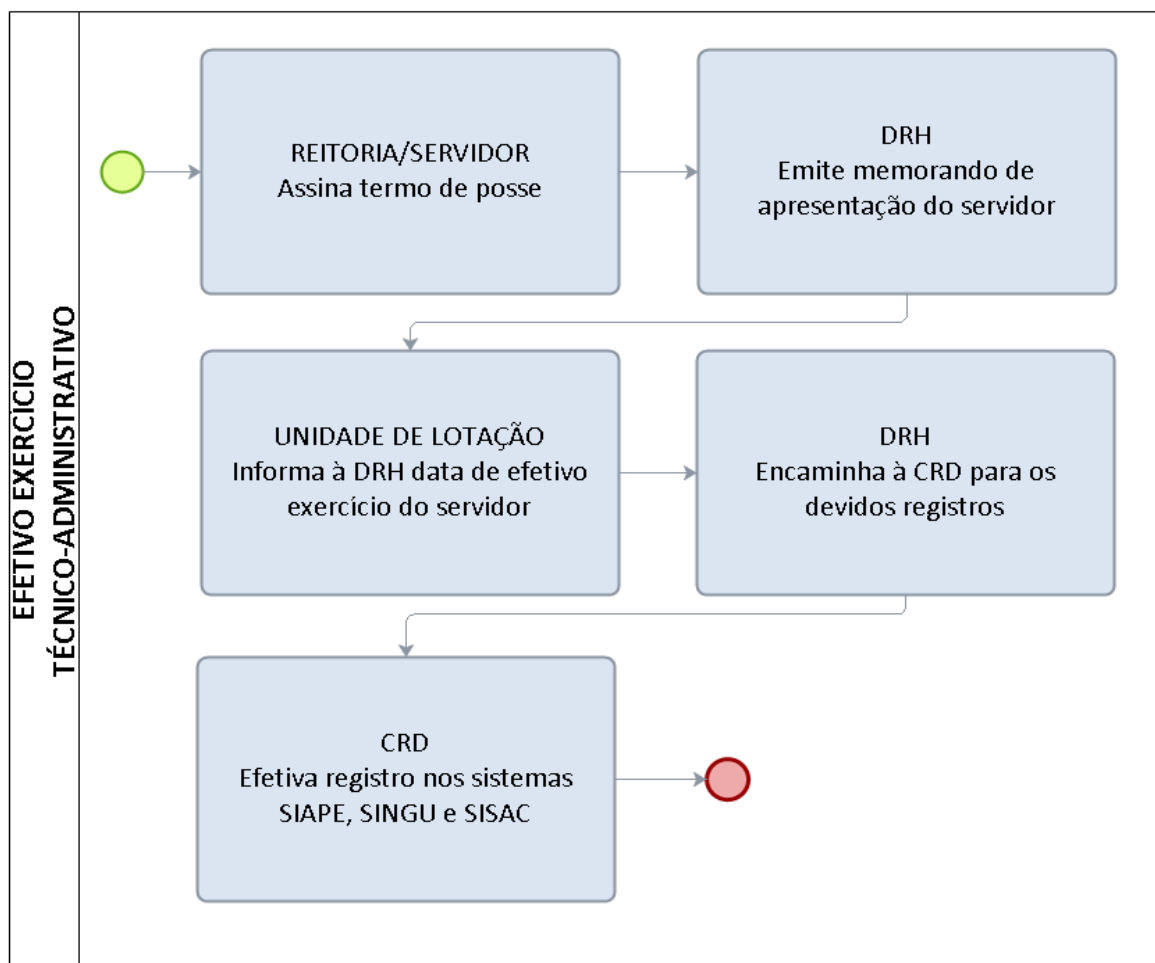 EFETIVO EXERCÍCIO
TÉCNICO-ADMINISTRATIVO
REITORIA/SERVIDOR
Assina termo de posse
DRH
Emite memorando de
apresentação do servidor
UNIDADE DE LOTAÇÃO
Informa à DRH data de efetivo
exercício do servidor
DRH
Encaminha à CRD para os
devidos registros
CRD
Efetiva registro nos sistemas
SIAPE, SINGU e SISAC